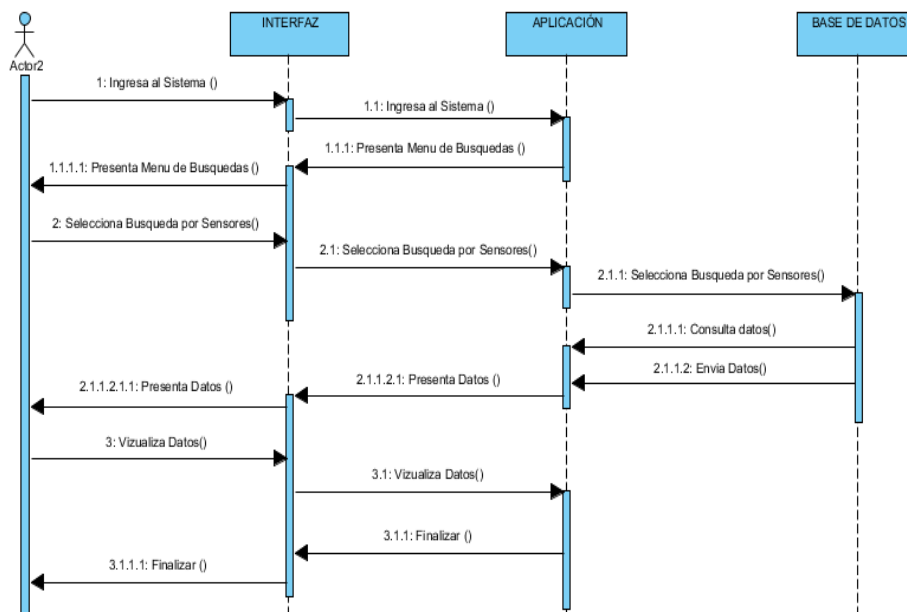 INTERFAZ
APLICACIÓN
BASE DE DATOS
Actor2
1: Ingresa al Sistema ()
1.1: Ingresa al Sistema ()
1.1.1: Presenta Menu de Busquedas ()
1.1.1.1: Presenta Menu de Busquedas ()
2: Selecciona Busqueda por Sensores()
2.1: Selecciona Busqueda por Sensores()
2.1.1: Selecciona Busqueda por Sensores()
2.1.1.1: Consulta datos()
2.1.1.2: Envia Datos()
2.1.1.2.1: Presenta Datos ()
2.1.1.2.1.1: Presenta Datos ()
3: Vizualiza Datos()
3.1: Vizualiza Datos()
3.1.1: Finalizar ()
3.1.1.1: Finalizar ()